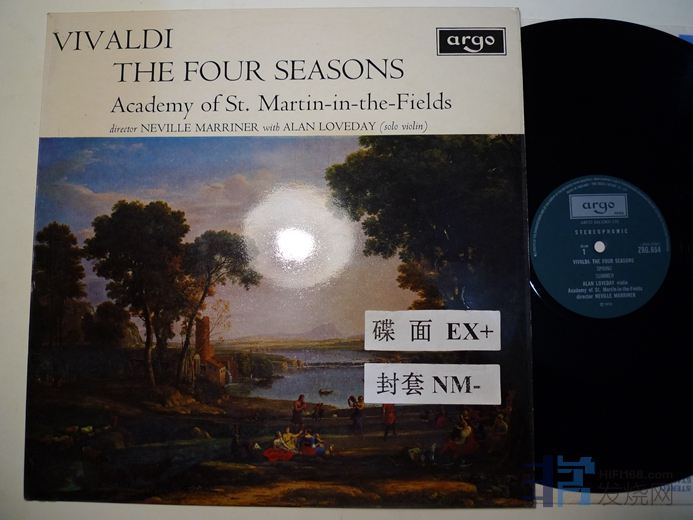 VIVALDI
argo
THE FOUR SEASONS
Academy of St. Martin-in-the-Fields
director NEVILLE MARRINER with ALAN LOVEDAY (solo violin)
碟 面 EX+
封套 NM-
argo
STEREOPHONIC
1
ZRG.654
VIVALDI: THE FOUR SEASONS
SPRING
SUMMER
ALAN LOVEDAY violin
Academy of St. Martin-in-the-Fields
director NEVILLE MARRINER
HIFI168.com
发烧网